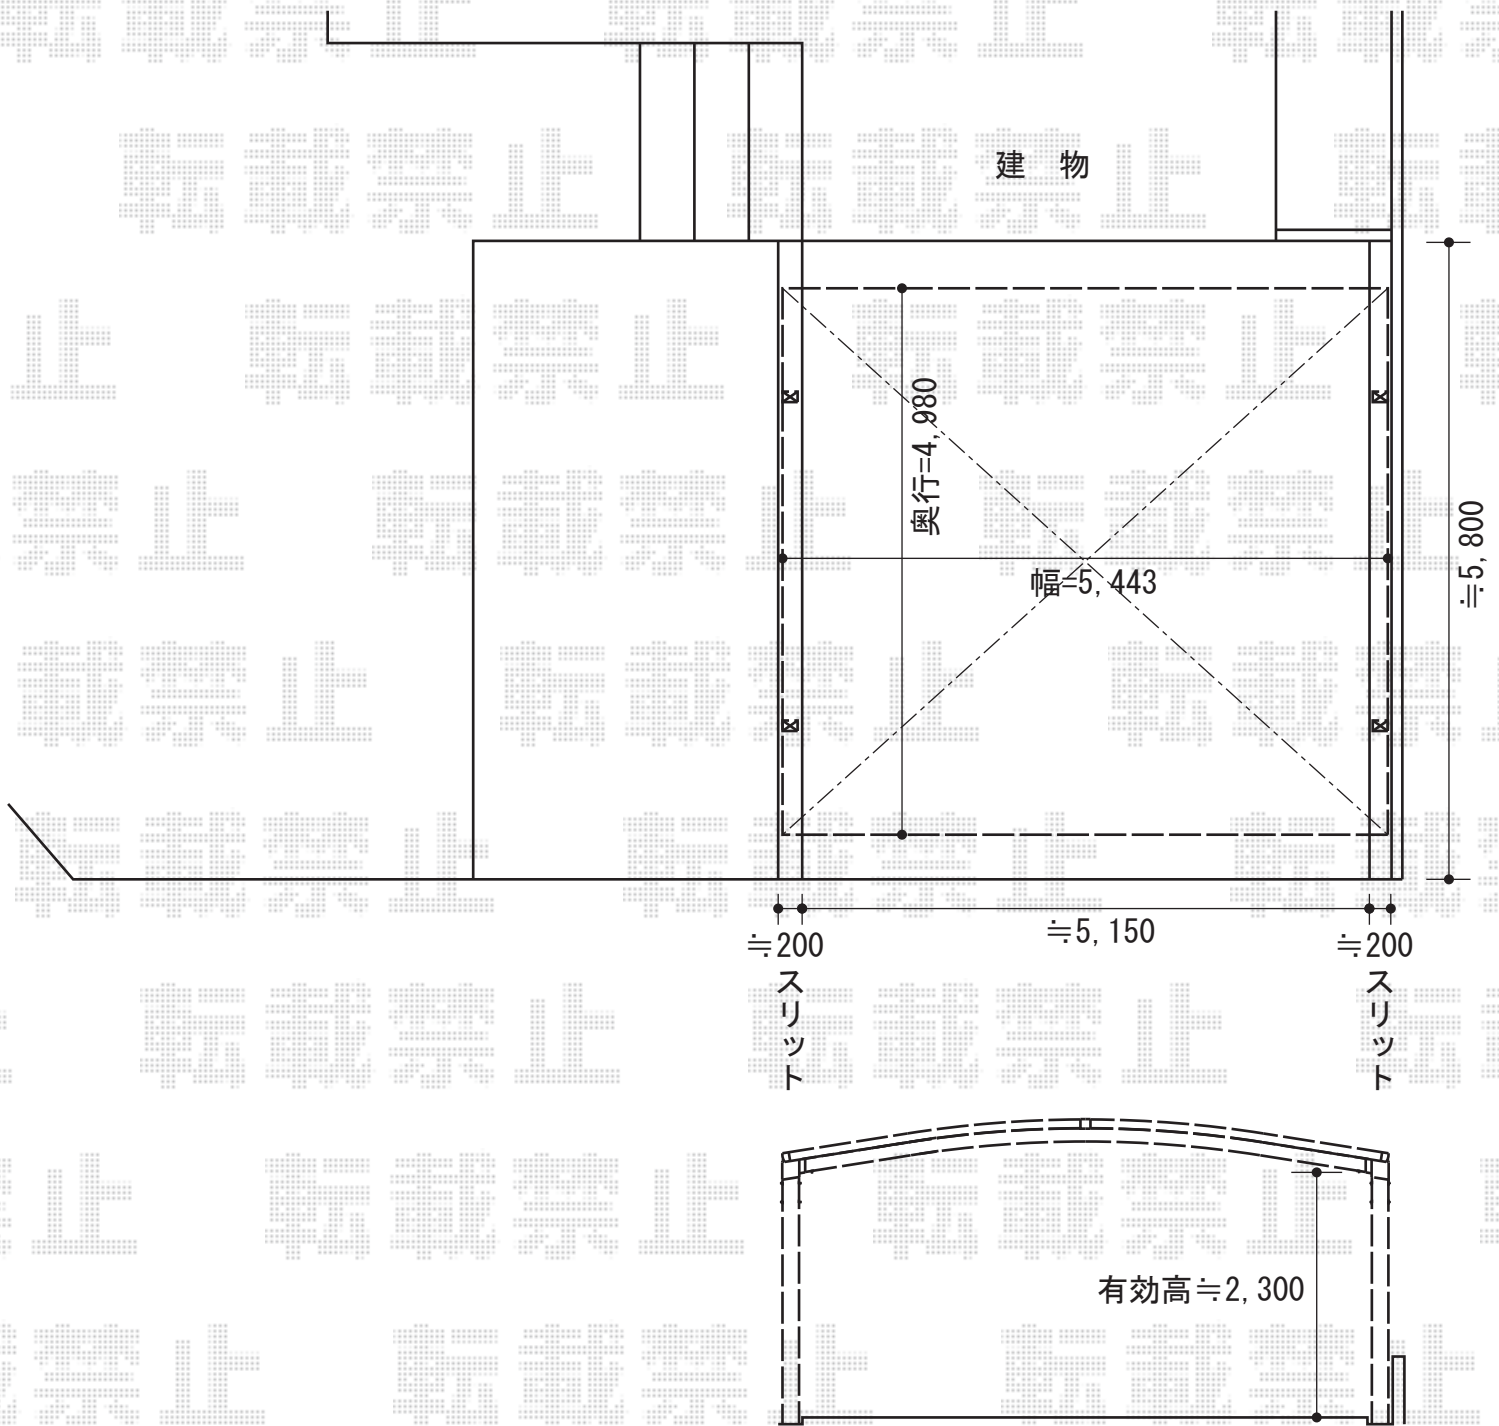 建　物
奥行=4,980
幅=5,443
≒5,800
≒200
≒5,150
≒200
スリット
スリット
有効高≒2,300
転載禁止